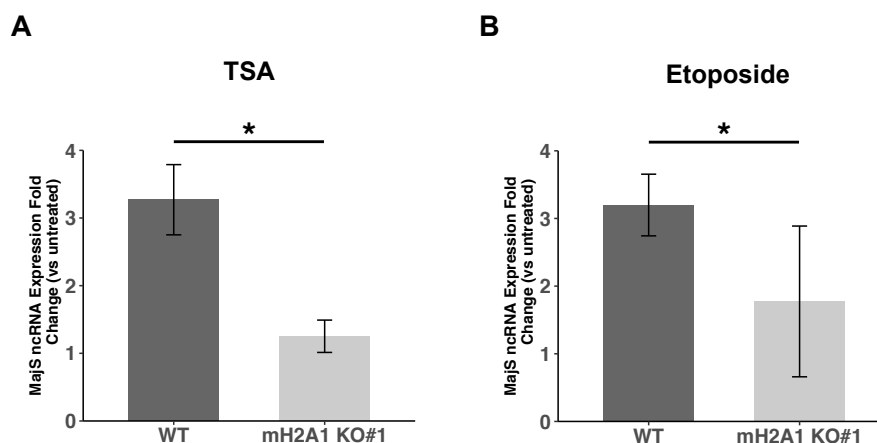 A
TSA
*
MajS ncRNA Expression Fold
Change (vs untreated)
4
3
2
1
0
WT mH2A1 KO#1
B
Etoposide
*
MajS ncRNA Expression Fold
Change (vs untreated)
4
3
2
1
0
WT mH2A1 KO#1